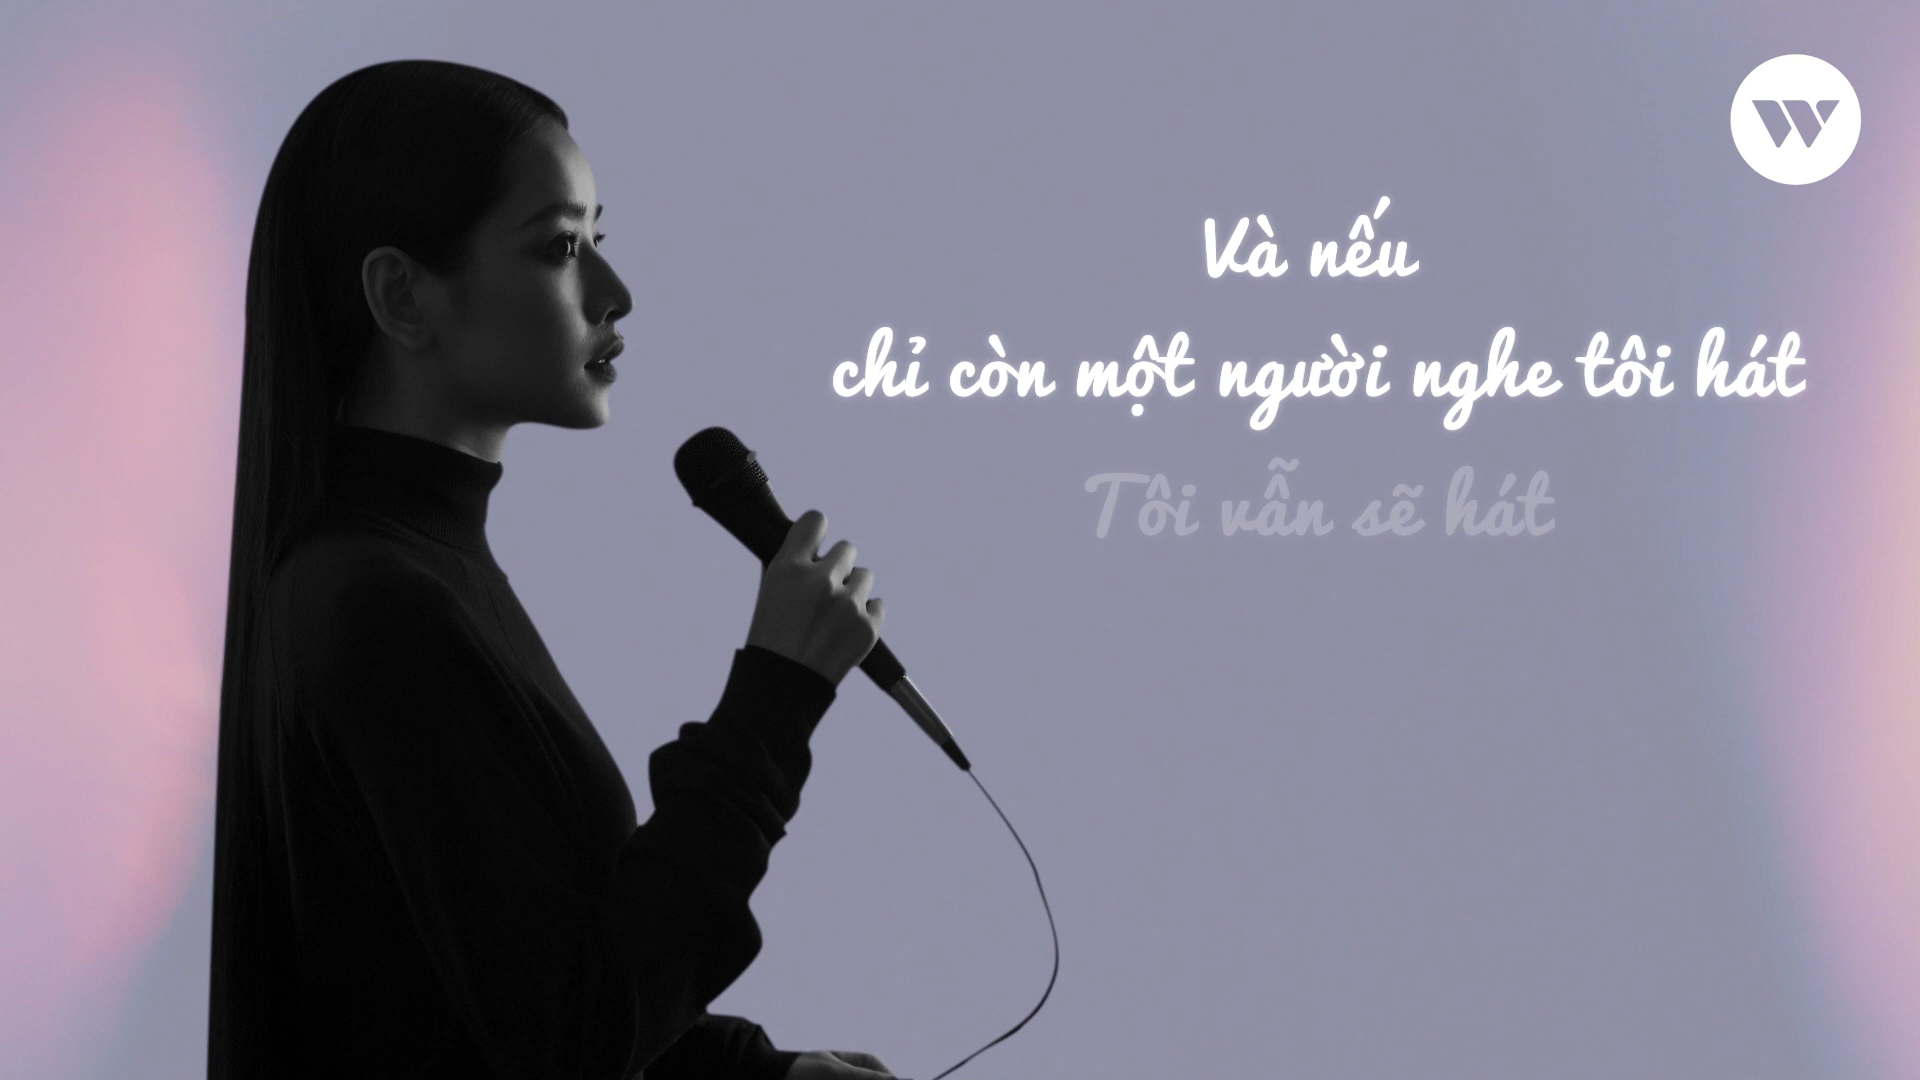 W
Và nếu
chỉ còn một người nghe tôi hát
Tôi vẫn sẽ hát